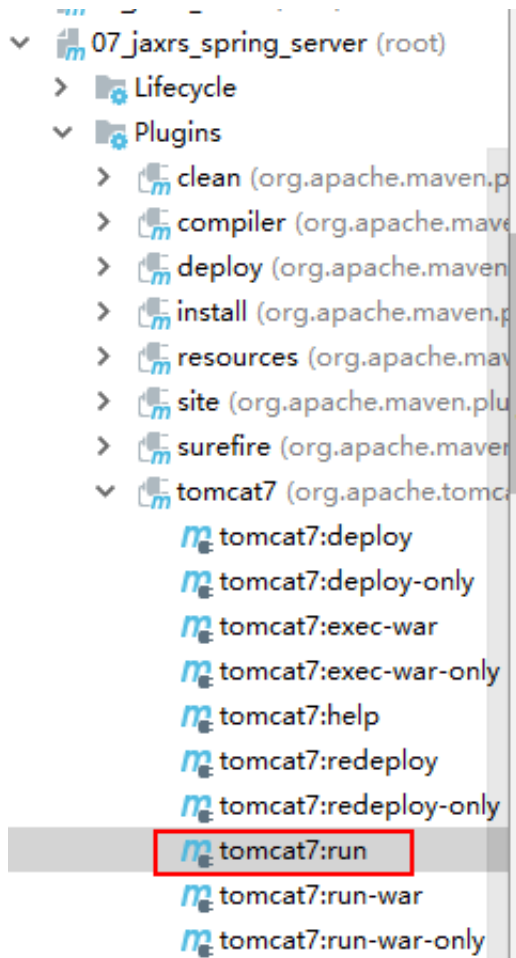 07_jaxrs_spring_server (root)
Lifecycle
Plugins
clean (org.apache.maven.p
compiler (org.apache.mave
deploy (org.apache.maven
install (org.apache.maven.p
resources (org.apache.mav
site (org.apache.maven.plu
surefire (org.apache.maven
tomcat7 (org.apache.tomca
tomcat7:deploy
tomcat7:deploy-only
tomcat7:exec-war
tomcat7:exec-war-only
tomcat7:help
tomcat7:redeploy
tomcat7:redeploy-only
tomcat7:run
tomcat7:run-war
tomcat7:run-war-only